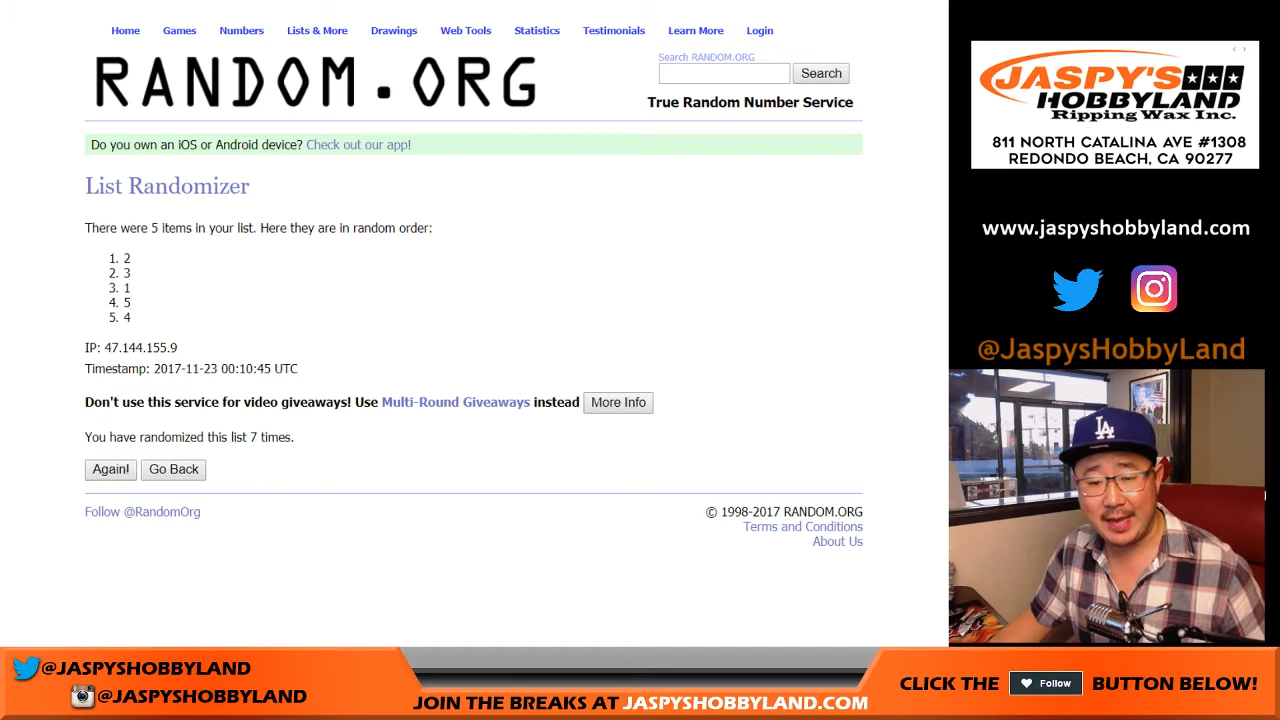 Home Games Numbers Lists & More Drawings Web Tools Statistics Testimonials Learn More Login
RANDOM.ORG
Search RANDOM.ORG
Search
True Random Number Service
Do you own an iOS or Android device? Check out our app!
List Randomizer
There were 5 items in your list. Here they are in random order:
1. 2
2. 3
3. 1
4. 5
5. 4
IP: 47.144.155.9
Timestamp: 2017-11-23 00:10:45 UTC
Don't use this service for video giveaways! Use Multi-Round Giveaways instead More Info
You have randomized this list 7 times.
Again! Go Back
Follow @RandomOrg
© 1998-2017 RANDOM.ORG
Terms and Conditions
About Us
JASPY'S
HOBBYLAND
Ripping Wax Inc.
811 NORTH CATALINA AVE #1308
REDONDO BEACH, CA 90277
www.jaspyshobbyland.com
@JaspysHobbyLand
LA
@JASPYSHOBBYLAND
@JASPYSHOBBYLAND
JOIN THE BREAKS AT JASPYSHOBBYLAND.COM
CLICK THE Follow BUTTON BELOW!